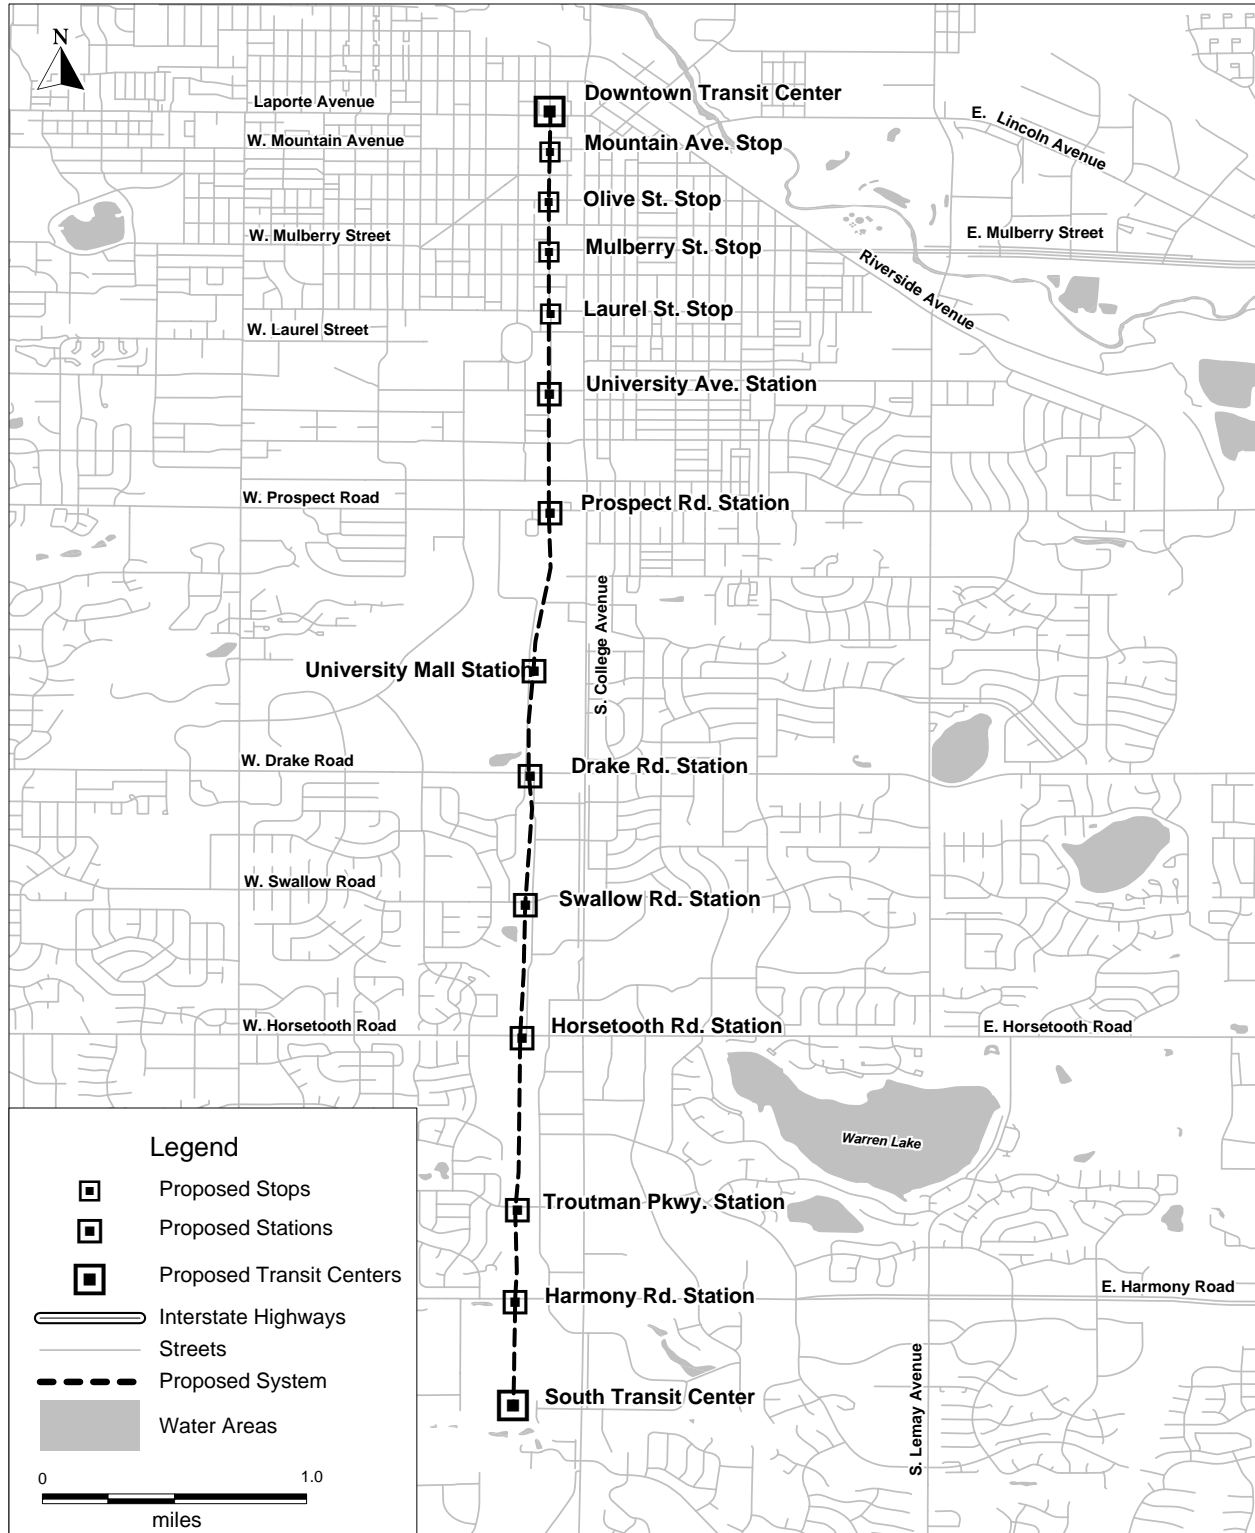 N
Downtown Transit Center
Laporte Avenue
E. Lincoln Avenue
W. Mountain Avenue
Mountain Ave. Stop
Olive St. Stop
W. Mulberry Street
E. Mulberry Street
Mulberry St. Stop
Riverside Avenue
Laurel St. Stop
W. Laurel Street
University Ave. Station
W. Prospect Road
Prospect Rd. Station
S. College Avenue
University Mall Station
W. Drake Road
Drake Rd. Station
W. Swallow Road
Swallow Rd. Station
W. Horsetooth Road
Horsetooth Rd. Station
E. Horsetooth Road
Warren Lake
Troutman Pkwy. Station
E. Harmony Road
Harmony Rd. Station
S. Lemay Avenue
South Transit Center
Legend
Proposed Stops
Proposed Stations
Proposed Transit Centers
Interstate Highways
Streets
Proposed System
Water Areas
0 1.0
miles